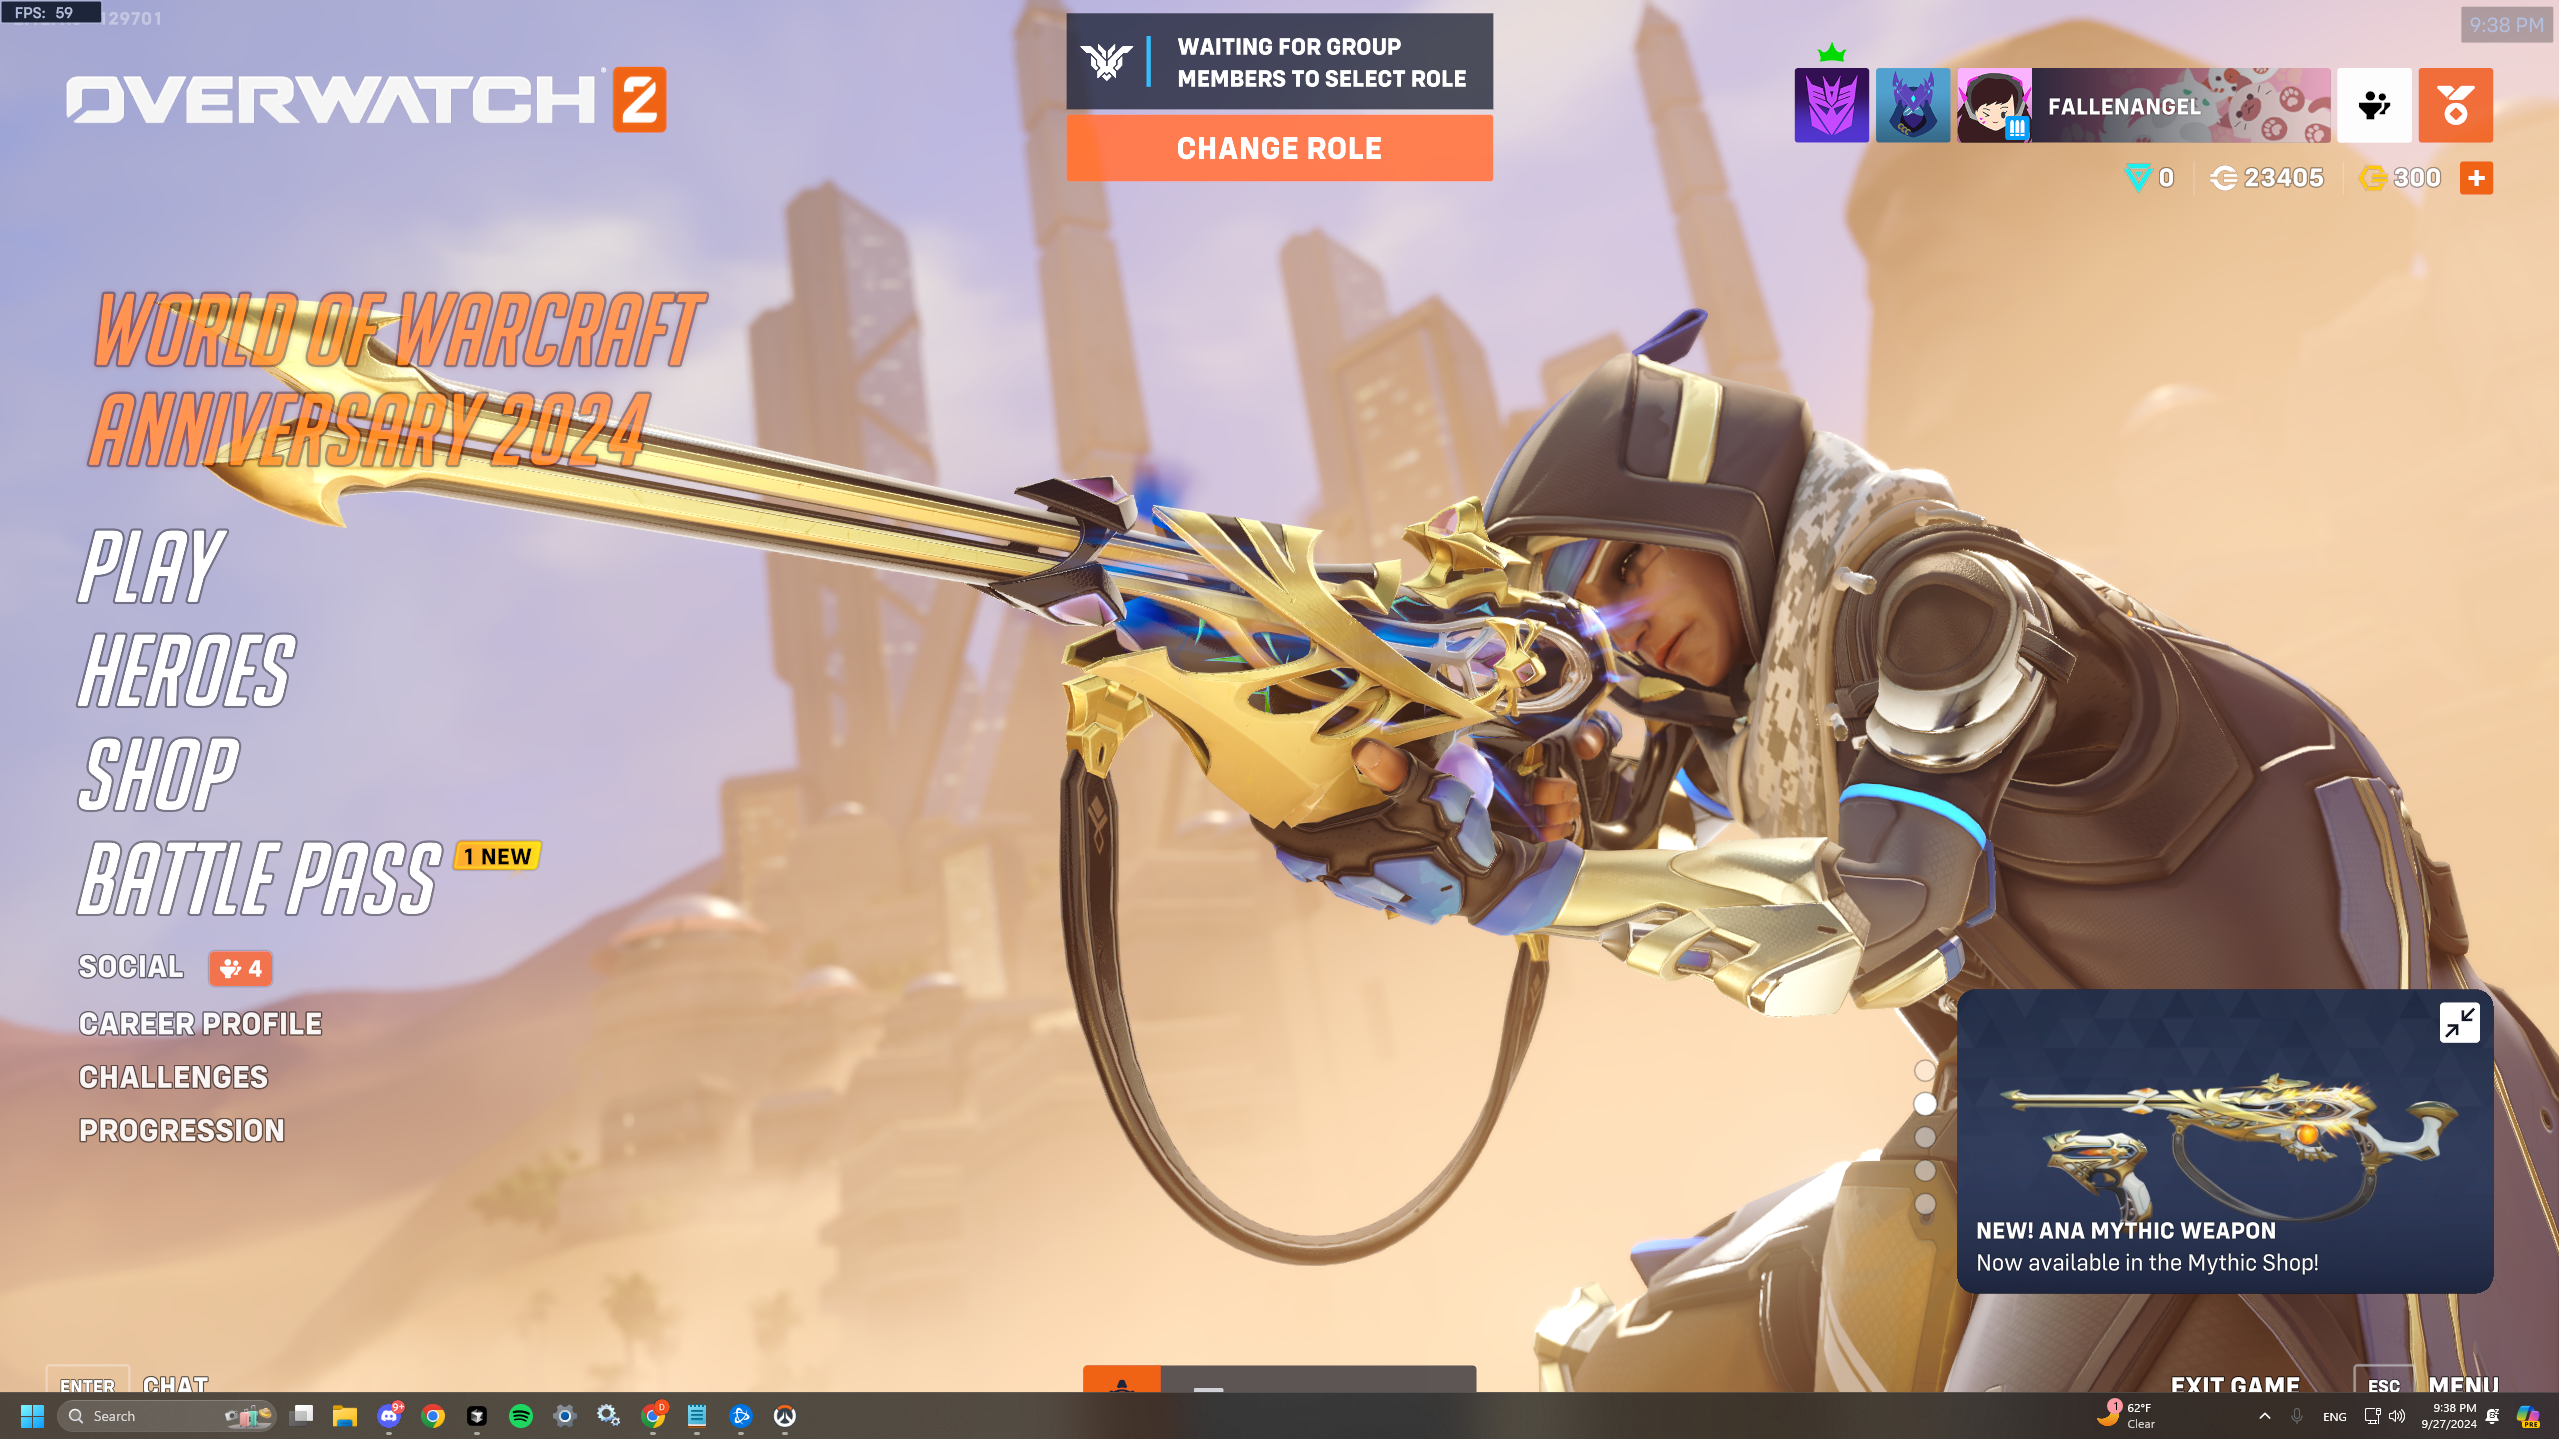 FPS: 59
129701
9:38 PM
OVERWATCH 2
WAITING FOR GROUP
MEMBERS TO SELECT ROLE
CHANGE ROLE
FALLENANGEL
0
23405
300
WORLD OF WARCRAFT
ANNIVERSARY 2024
PLAY
HEROES
SHOP
BATTLE PASS
1 NEW
SOCIAL
4
CAREER PROFILE
CHALLENGES
PROGRESSION
NEW! ANA MYTHIC WEAPON
Now available in the Mythic Shop!
ENTER
CHAT
EXIT GAME
ESC
MENU
Search
9+
D
1
62°F
Clear
ENG
9:38 PM
9/27/2024
PRE